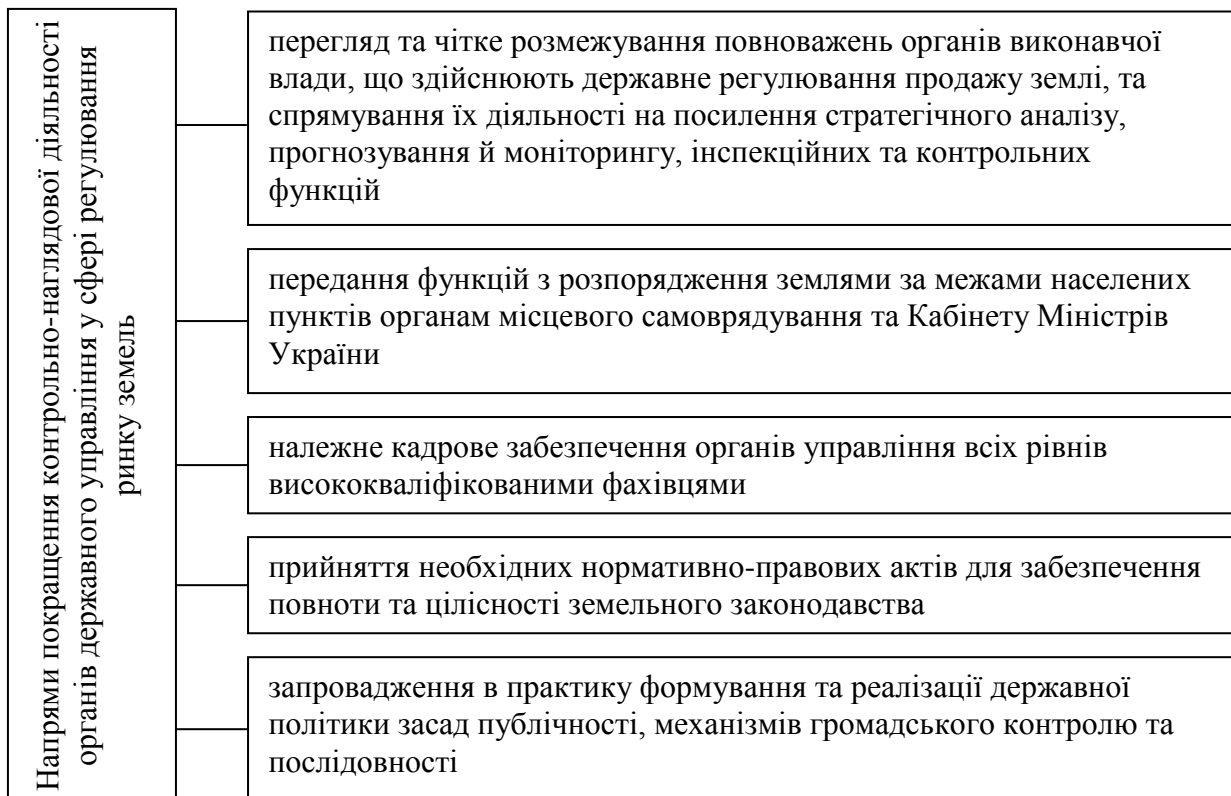 Напрями покращення контрольно-наглядової діяльності
органів державного управління у сфері регулювання
ринку земель
перегляд та чітке розмежування повноважень органів виконавчої
влади, що здійснюють державне регулювання продажу землі, та
спрямування їх діяльності на посилення стратегічного аналізу,
прогнозування й моніторингу, інспекційних та контрольних
функцій
передання функцій з розпорядження землями за межами населених
пунктів органам місцевого самоврядування та Кабінету Міністрів
України
належне кадрове забезпечення органів управління всіх рівнів
висококваліфікованими фахівцями
прийняття необхідних нормативно-правових актів для забезпечення
повноти та цілісності земельного законодавства
запровадження в практику формування та реалізації державної
політики засад публічності, механізмів громадського контролю та
послідовності